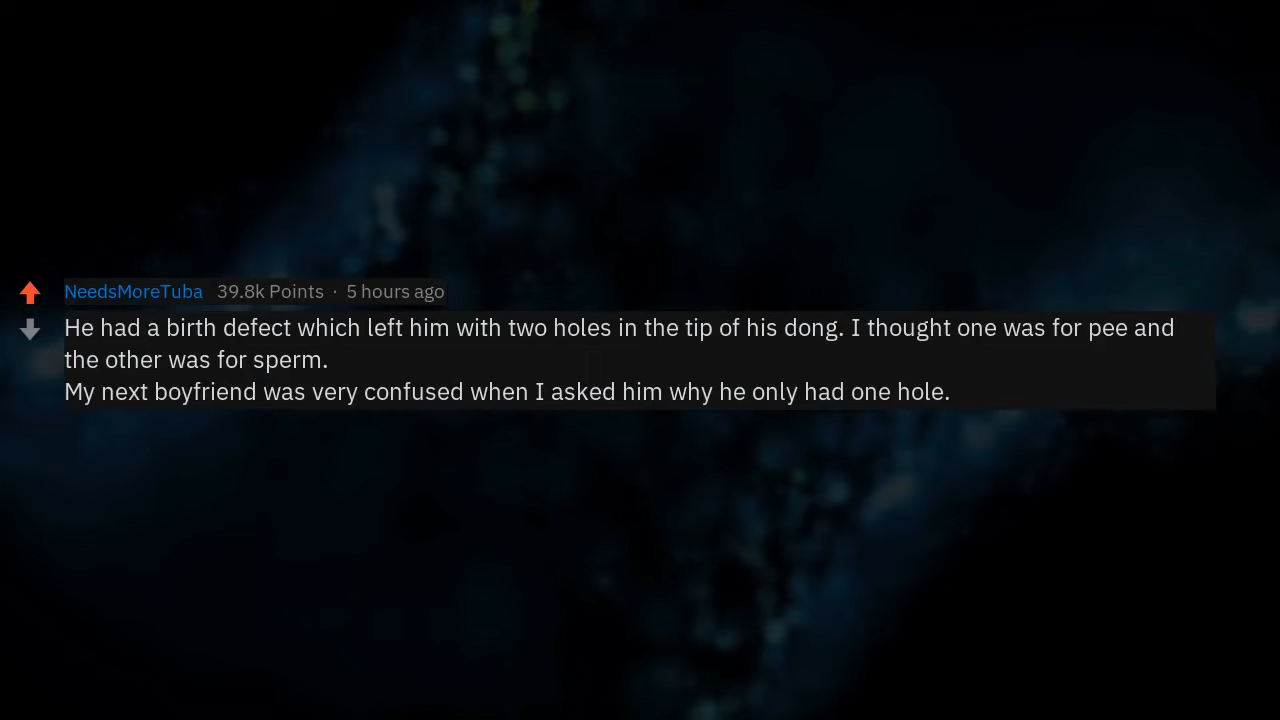 NeedsMoreTuba 39.8k Points · 5 hours ago
He had a birth defect which left him with two holes in the tip of his dong. I thought one was for pee and
the other was for sperm.
My next boyfriend was very confused when I asked him why he only had one hole.